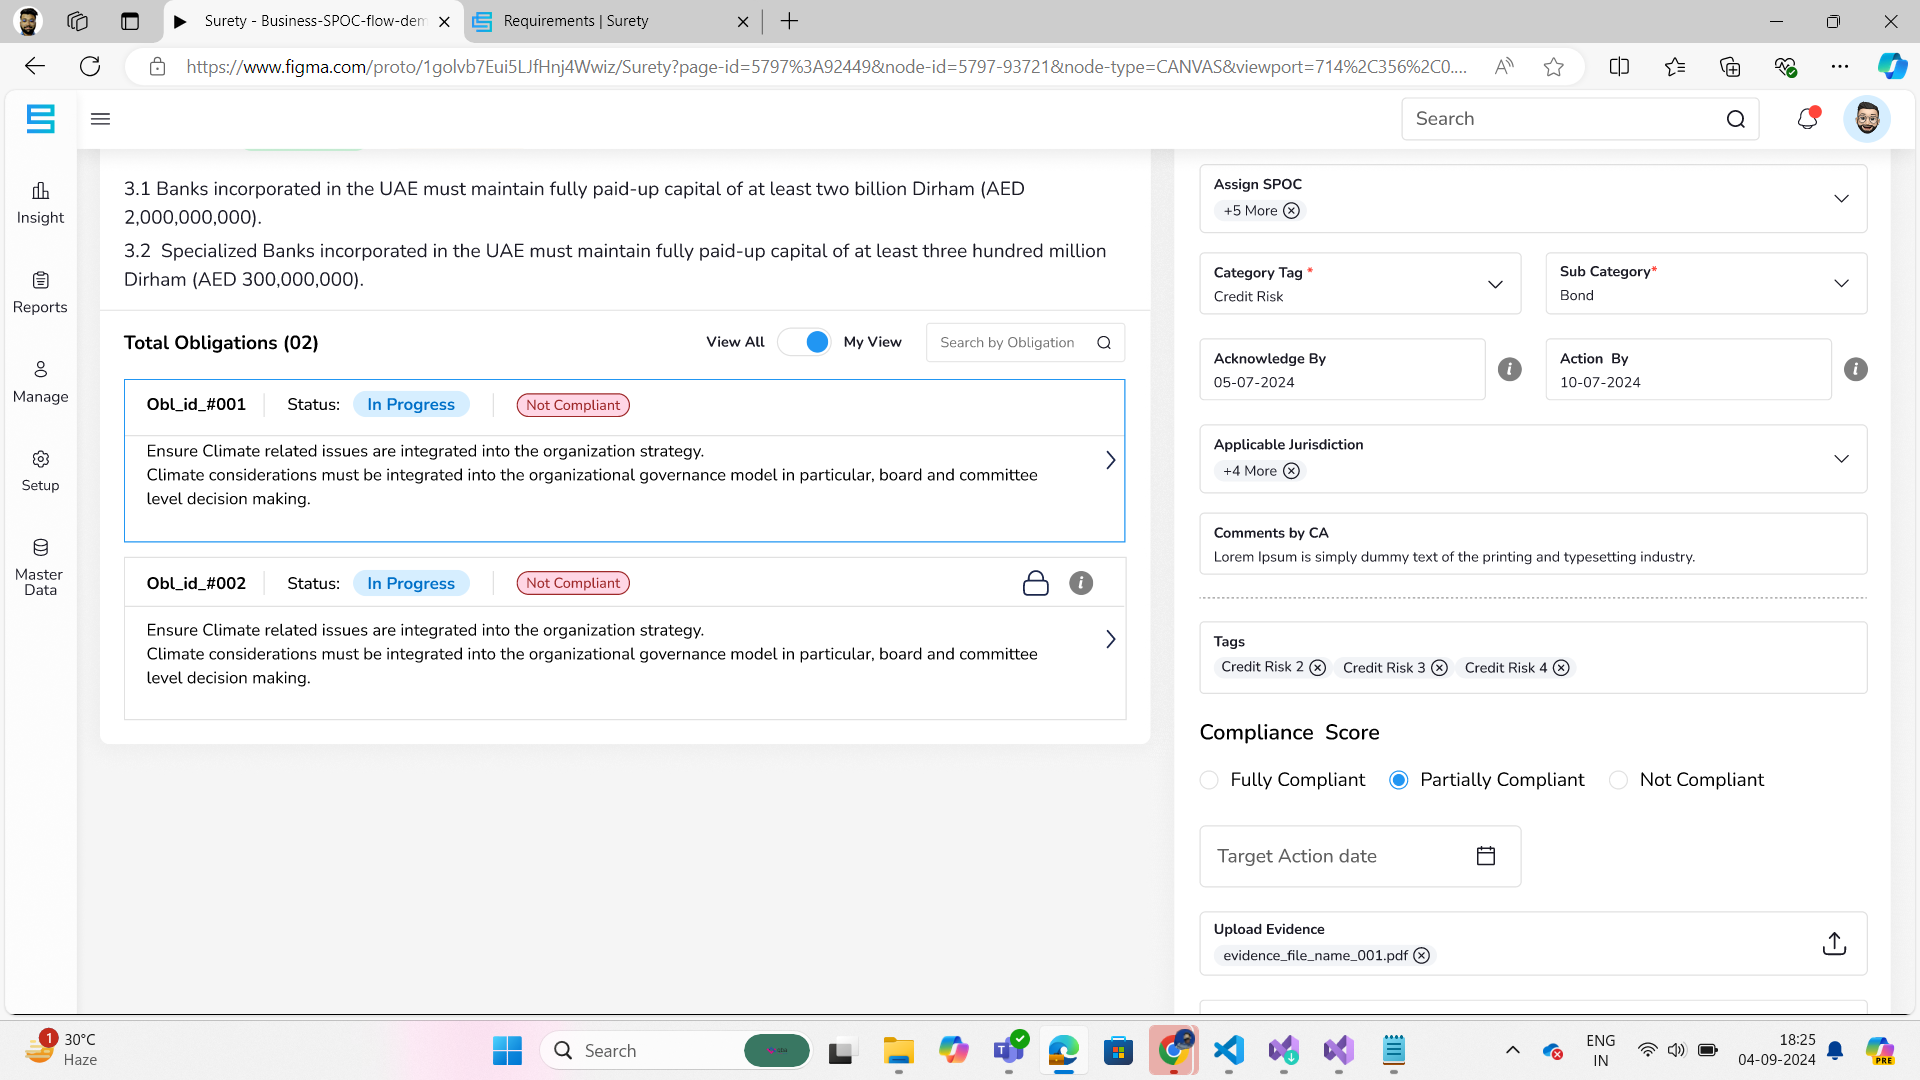 Surety - Business-SPOC-flow-dem
Requirements | Surety
https://www.figma.com/proto/1golvb7Eui5LJfHnj4Wwiz/Surety?page-id=5797%3A92449&node-id=5797-93721&node-type=CANVAS&viewport=714%2C356%2C0....
Search
Insight
Reports
Manage
Setup
Master
Data
3.1 Banks incorporated in the UAE must maintain fully paid-up capital of at least two billion Dirham (AED
2,000,000,000).
3.2 Specialized Banks incorporated in the UAE must maintain fully paid-up capital of at least three hundred million
Dirham (AED 300,000,000).
Total Obligations (02)
View All
My View
Search by Obligation
Obl_id_#001
Status:
In Progress
Not Compliant
Ensure Climate related issues are integrated into the organization strategy.
Climate considerations must be integrated into the organizational governance model in particular, board and committee
level decision making.
Obl_id_#002
Status:
In Progress
Not Compliant
i
Ensure Climate related issues are integrated into the organization strategy.
Climate considerations must be integrated into the organizational governance model in particular, board and committee
level decision making.
Assign SPOC
+5 More
Category Tag *
Credit Risk
Sub Category*
Bond
Acknowledge By
05-07-2024
i
Action By
10-07-2024
i
Applicable Jurisdiction
+4 More
Comments by CA
Lorem Ipsum is simply dummy text of the printing and typesetting industry.
Tags
Credit Risk 2
Credit Risk 3
Credit Risk 4
Compliance Score
Fully Compliant
Partially Compliant
Not Compliant
Target Action date
Upload Evidence
evidence_file_name_001.pdf
1
30°C
Haze
Search
ENG
IN
18:25
04-09-2024
PRE